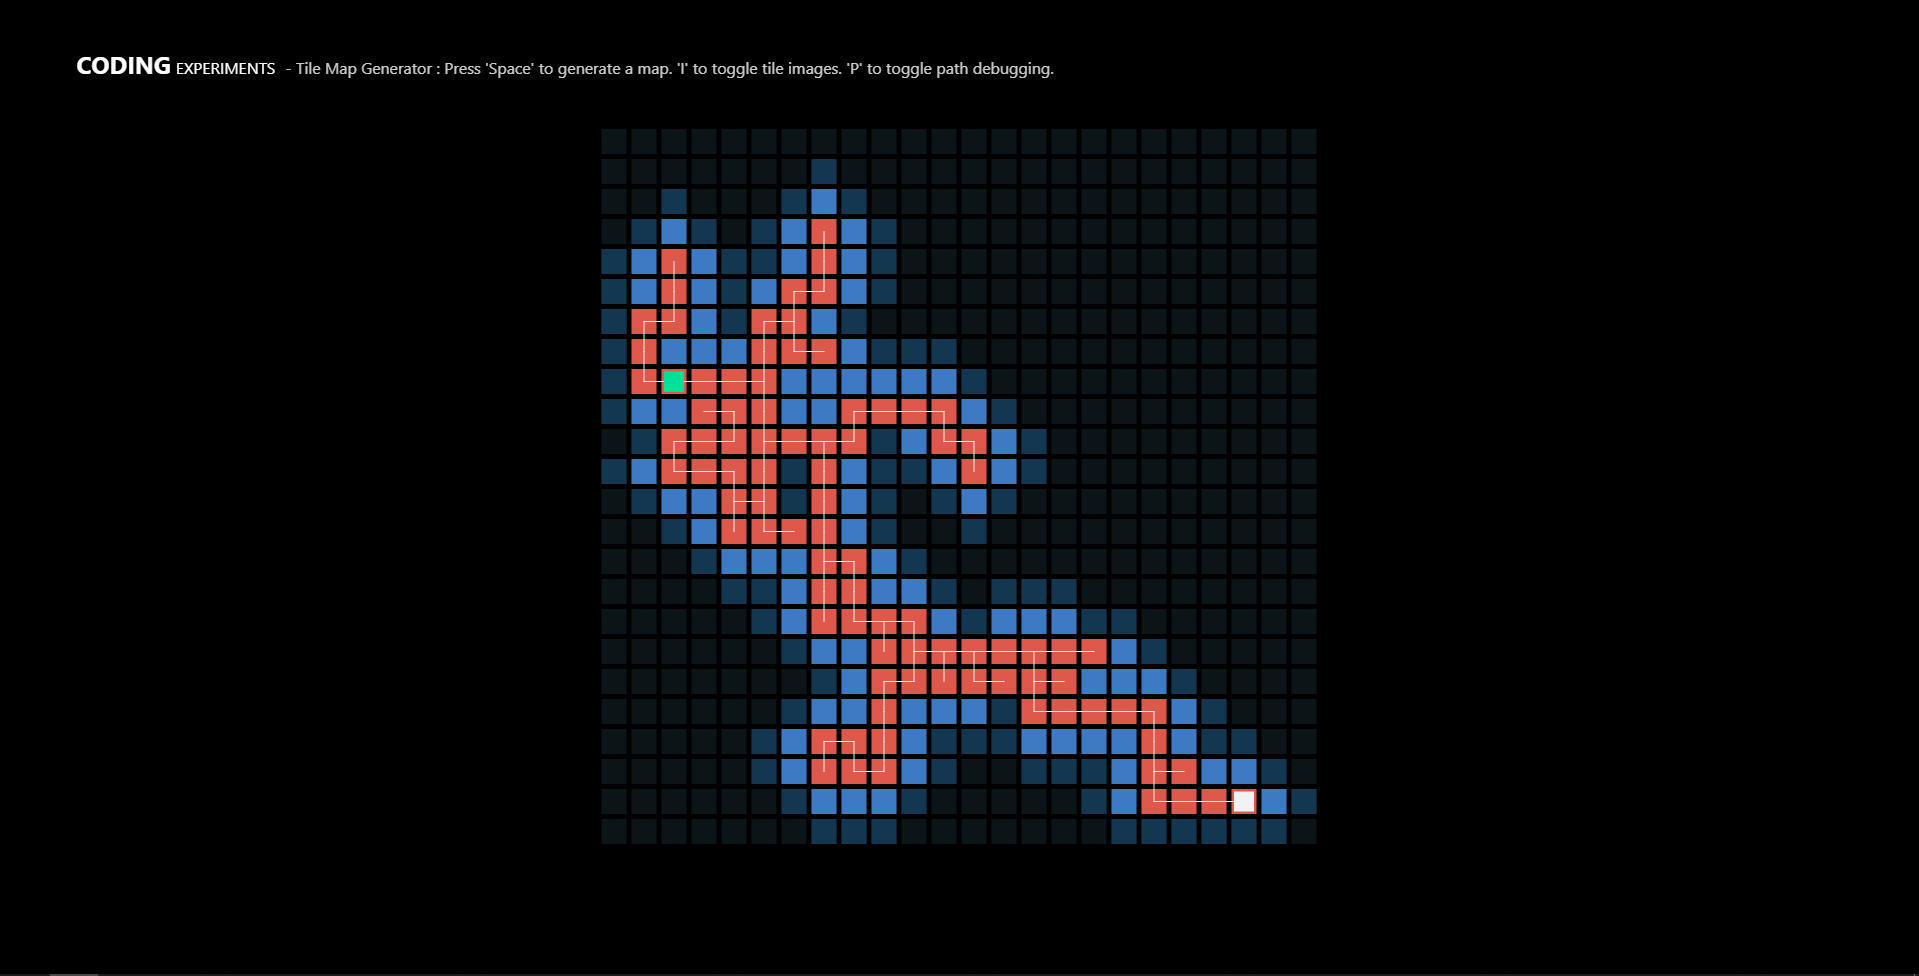 CODING EXPERIMENTS - Tile Map Generator : Press 'Space' to generate a map. 'I' to toggle tile images. 'P' to toggle path debugging.